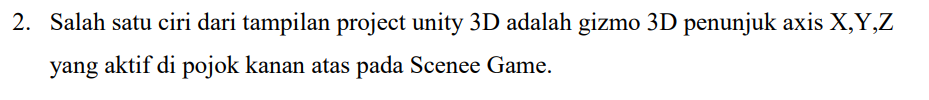 2. Salah satu ciri dari tampilan project unity 3D adalah gizmo 3D penunjuk axis X,Y,Z
yang aktif di pojok kanan atas pada Scenee Game.